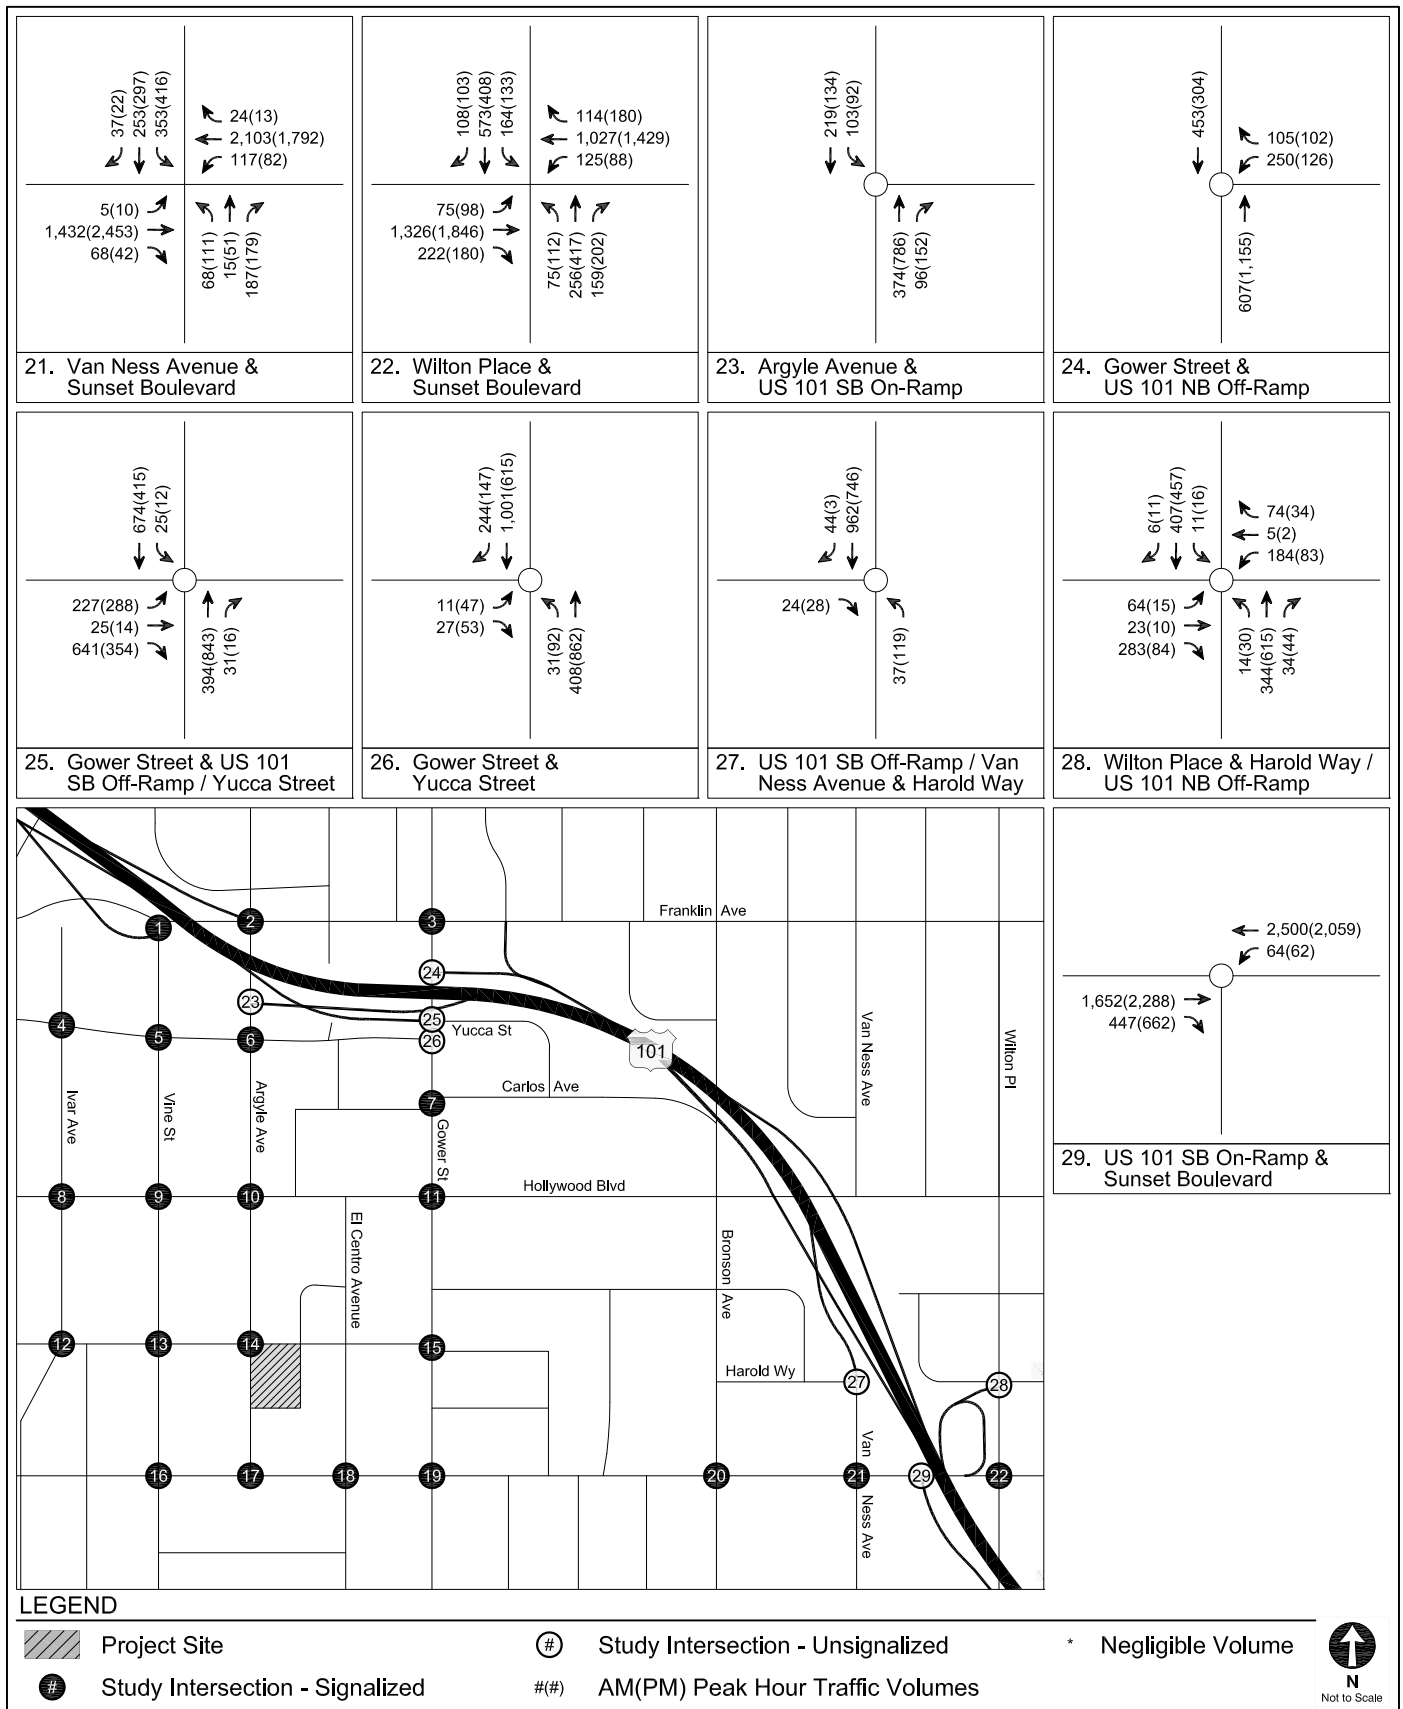 37(22)
253(297)
353(416)
24(13)
2,103(1,792)
117(82)
5(10)
1,432(2,453)
68(42)
68(111)
15(51)
187(179)
21. Van Ness Avenue &
Sunset Boulevard
108(103)
573(408)
164(133)
114(180)
1,027(1,429)
125(88)
75(98)
1,326(1,846)
222(180)
75(112)
256(417)
159(202)
22. Wilton Place &
Sunset Boulevard
219(134)
103(92)
374(786)
96(152)
23. Argyle Avenue &
US 101 SB On-Ramp
453(304)
105(102)
250(126)
607(1,155)
24. Gower Street &
US 101 NB Off-Ramp
674(415)
25(12)
227(288)
25(14)
641(354)
394(843)
31(16)
25. Gower Street & US 101
SB Off-Ramp / Yucca Street
244(147)
1,001(615)
11(47)
27(53)
31(92)
408(862)
26. Gower Street &
Yucca Street
44(3)
962(746)
24(28)
37(119)
27. US 101 SB Off-Ramp / Van
Ness Avenue & Harold Way
6(11)
407(457)
11(16)
74(34)
5(2)
184(83)
64(15)
23(10)
283(84)
14(30)
344(615)
34(44)
28. Wilton Place & Harold Way /
US 101 NB Off-Ramp
Franklin Ave
1
2
3
24
23
25
Yucca St
26
4
5
6
101
Van Ness Ave
Wilton Pl
Ivar Ave
Vine St
Argyle Ave
Carlos Ave
7
Gower St
8
9
10
11
Hollywood Blvd
El Centro Avenue
Bronson Ave
12
13
14
15
Harold Wy
27
28
16
17
18
19
20
21
29
22
Van Ness Ave
2,500(2,059)
64(62)
1,652(2,288)
447(662)
29. US 101 SB On-Ramp &
Sunset Boulevard
LEGEND
Project Site
# Study Intersection - Unsignalized
* Negligible Volume
# Study Intersection - Signalized
#(#) AM(PM) Peak Hour Traffic Volumes
N
Not to Scale